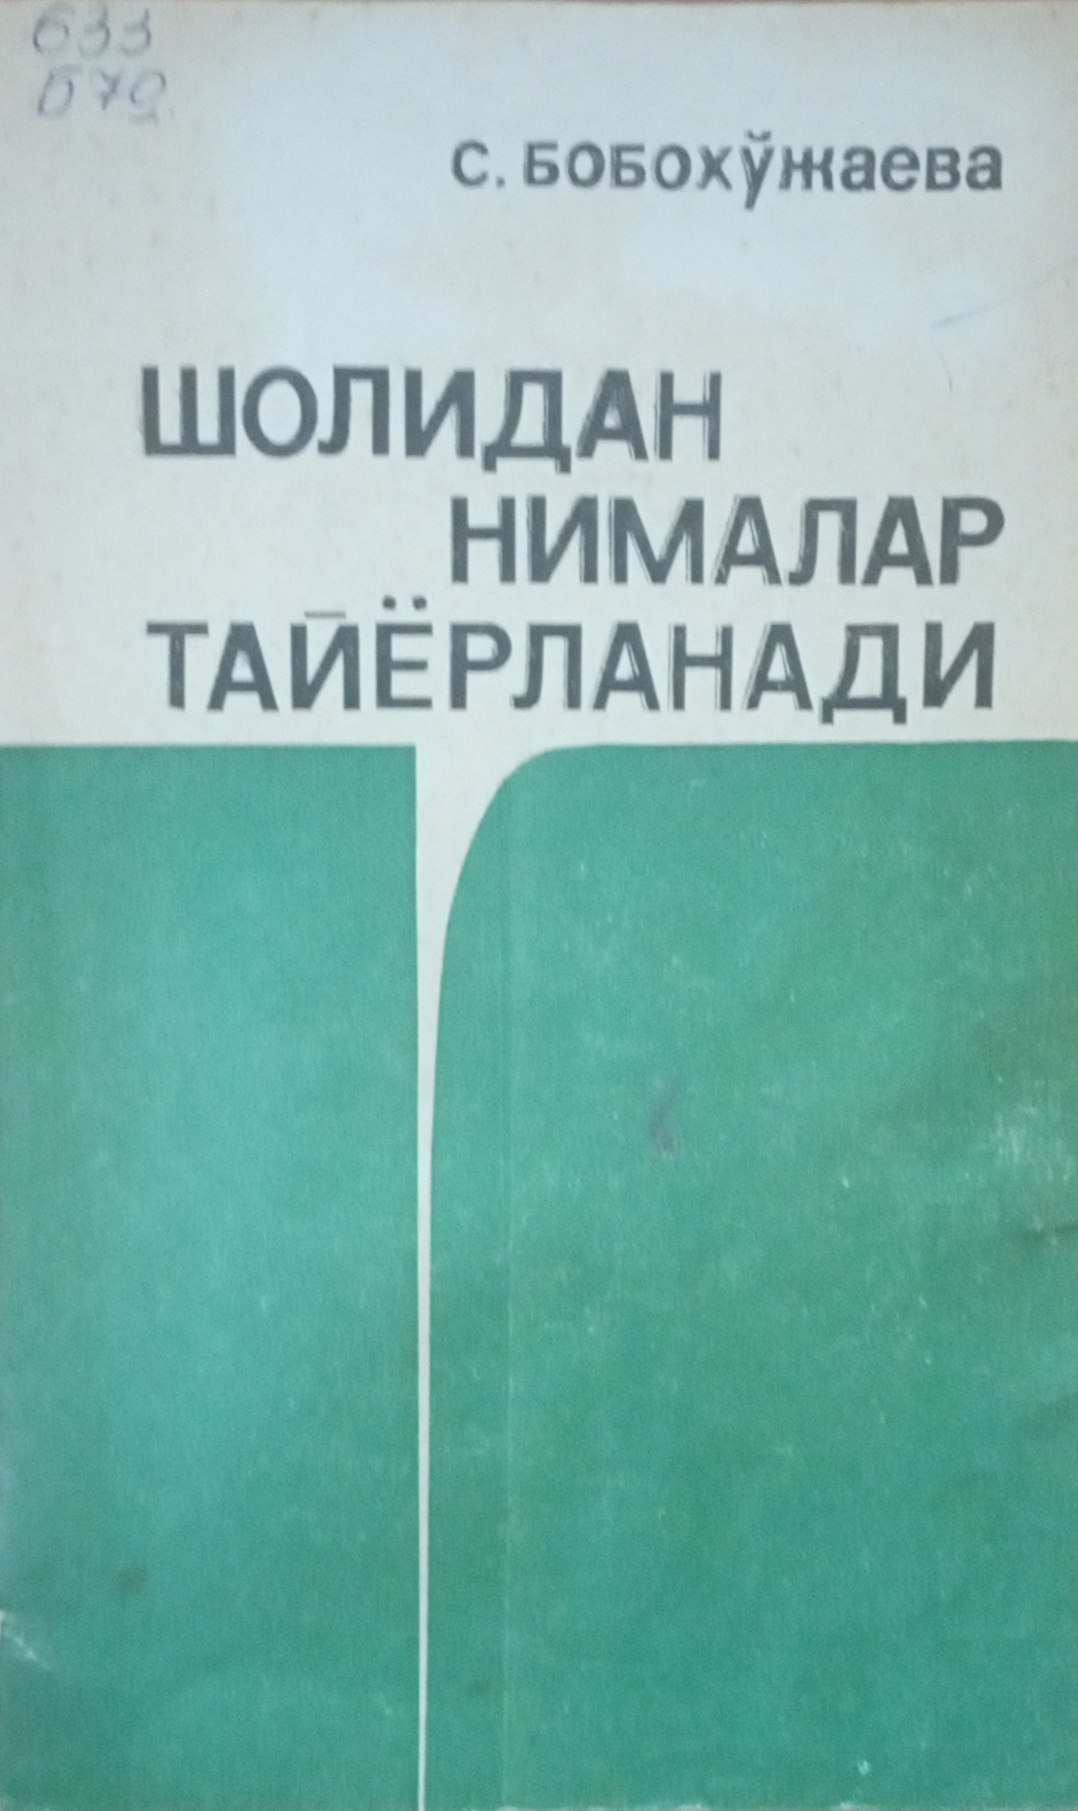 633
Б79
С. Бобохўжаева
ШОЛИДАН
НИМАЛАР
ТАЙЁРЛАНАДИ